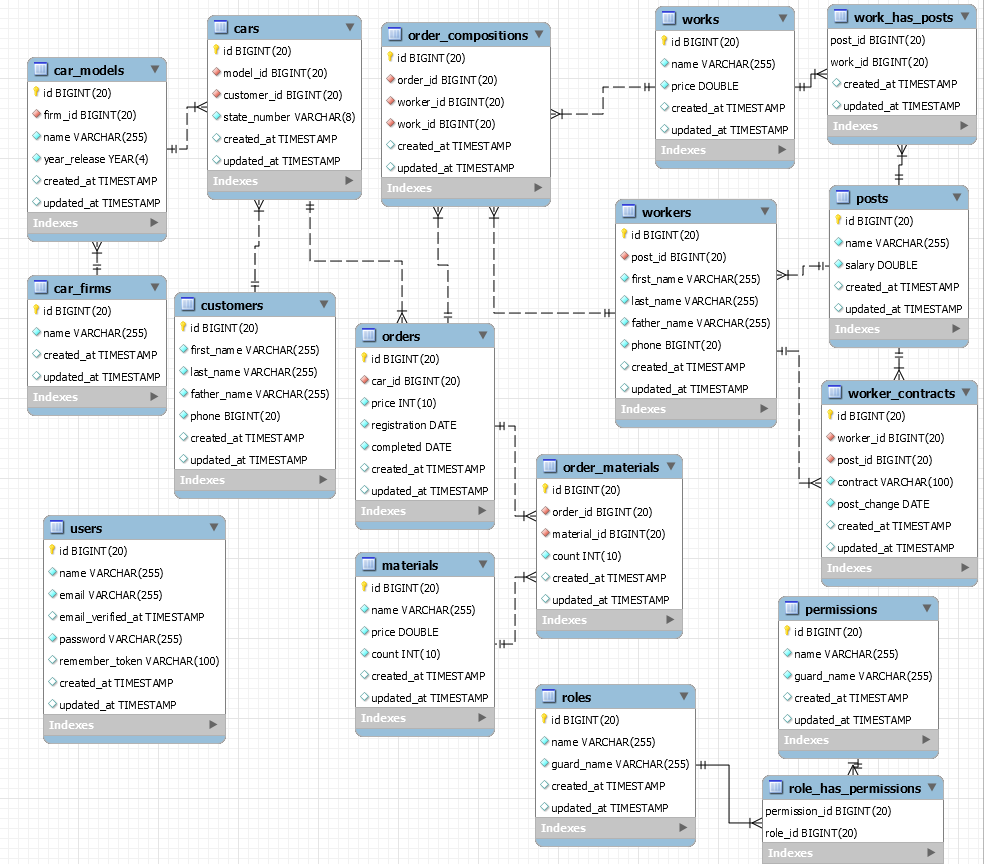 car_models
id BIGINT(20)
firm_id BIGINT(20)
name VARCHAR(255)
year_release YEAR(4)
created_at TIMESTAMP
updated_at TIMESTAMP
Indexes
cars
id BIGINT(20)
model_id BIGINT(20)
customer_id BIGINT(20)
state_number VARCHAR(8)
created_at TIMESTAMP
updated_at TIMESTAMP
Indexes
order_compositions
id BIGINT(20)
order_id BIGINT(20)
worker_id BIGINT(20)
work_id BIGINT(20)
created_at TIMESTAMP
updated_at TIMESTAMP
Indexes
works
id BIGINT(20)
name VARCHAR(255)
price DOUBLE
created_at TIMESTAMP
updated_at TIMESTAMP
Indexes
work_has_posts
post_id BIGINT(20)
work_id BIGINT(20)
created_at TIMESTAMP
updated_at TIMESTAMP
Indexes
car_firms
id BIGINT(20)
name VARCHAR(255)
created_at TIMESTAMP
updated_at TIMESTAMP
Indexes
customers
id BIGINT(20)
first_name VARCHAR(255)
last_name VARCHAR(255)
father_name VARCHAR(255)
phone BIGINT(20)
created_at TIMESTAMP
updated_at TIMESTAMP
Indexes
orders
id BIGINT(20)
car_id BIGINT(20)
price INT(10)
registration DATE
completed DATE
created_at TIMESTAMP
updated_at TIMESTAMP
Indexes
workers
id BIGINT(20)
post_id BIGINT(20)
first_name VARCHAR(255)
last_name VARCHAR(255)
father_name VARCHAR(255)
phone BIGINT(20)
created_at TIMESTAMP
updated_at TIMESTAMP
Indexes
posts
id BIGINT(20)
name VARCHAR(255)
salary DOUBLE
created_at TIMESTAMP
updated_at TIMESTAMP
Indexes
worker_contracts
id BIGINT(20)
worker_id BIGINT(20)
post_id BIGINT(20)
contract VARCHAR(100)
post_change DATE
created_at TIMESTAMP
updated_at TIMESTAMP
Indexes
users
id BIGINT(20)
name VARCHAR(255)
email VARCHAR(255)
email_verified_at TIMESTAMP
password VARCHAR(255)
remember_token VARCHAR(100)
created_at TIMESTAMP
updated_at TIMESTAMP
Indexes
materials
id BIGINT(20)
name VARCHAR(255)
price DOUBLE
count INT(10)
created_at TIMESTAMP
updated_at TIMESTAMP
Indexes
order_materials
id BIGINT(20)
order_id BIGINT(20)
material_id BIGINT(20)
count INT(10)
created_at TIMESTAMP
updated_at TIMESTAMP
Indexes
roles
id BIGINT(20)
name VARCHAR(255)
guard_name VARCHAR(255)
created_at TIMESTAMP
updated_at TIMESTAMP
Indexes
permissions
id BIGINT(20)
name VARCHAR(255)
guard_name VARCHAR(255)
created_at TIMESTAMP
updated_at TIMESTAMP
Indexes
role_has_permissions
permission_id BIGINT(20)
role_id BIGINT(20)
Indexes